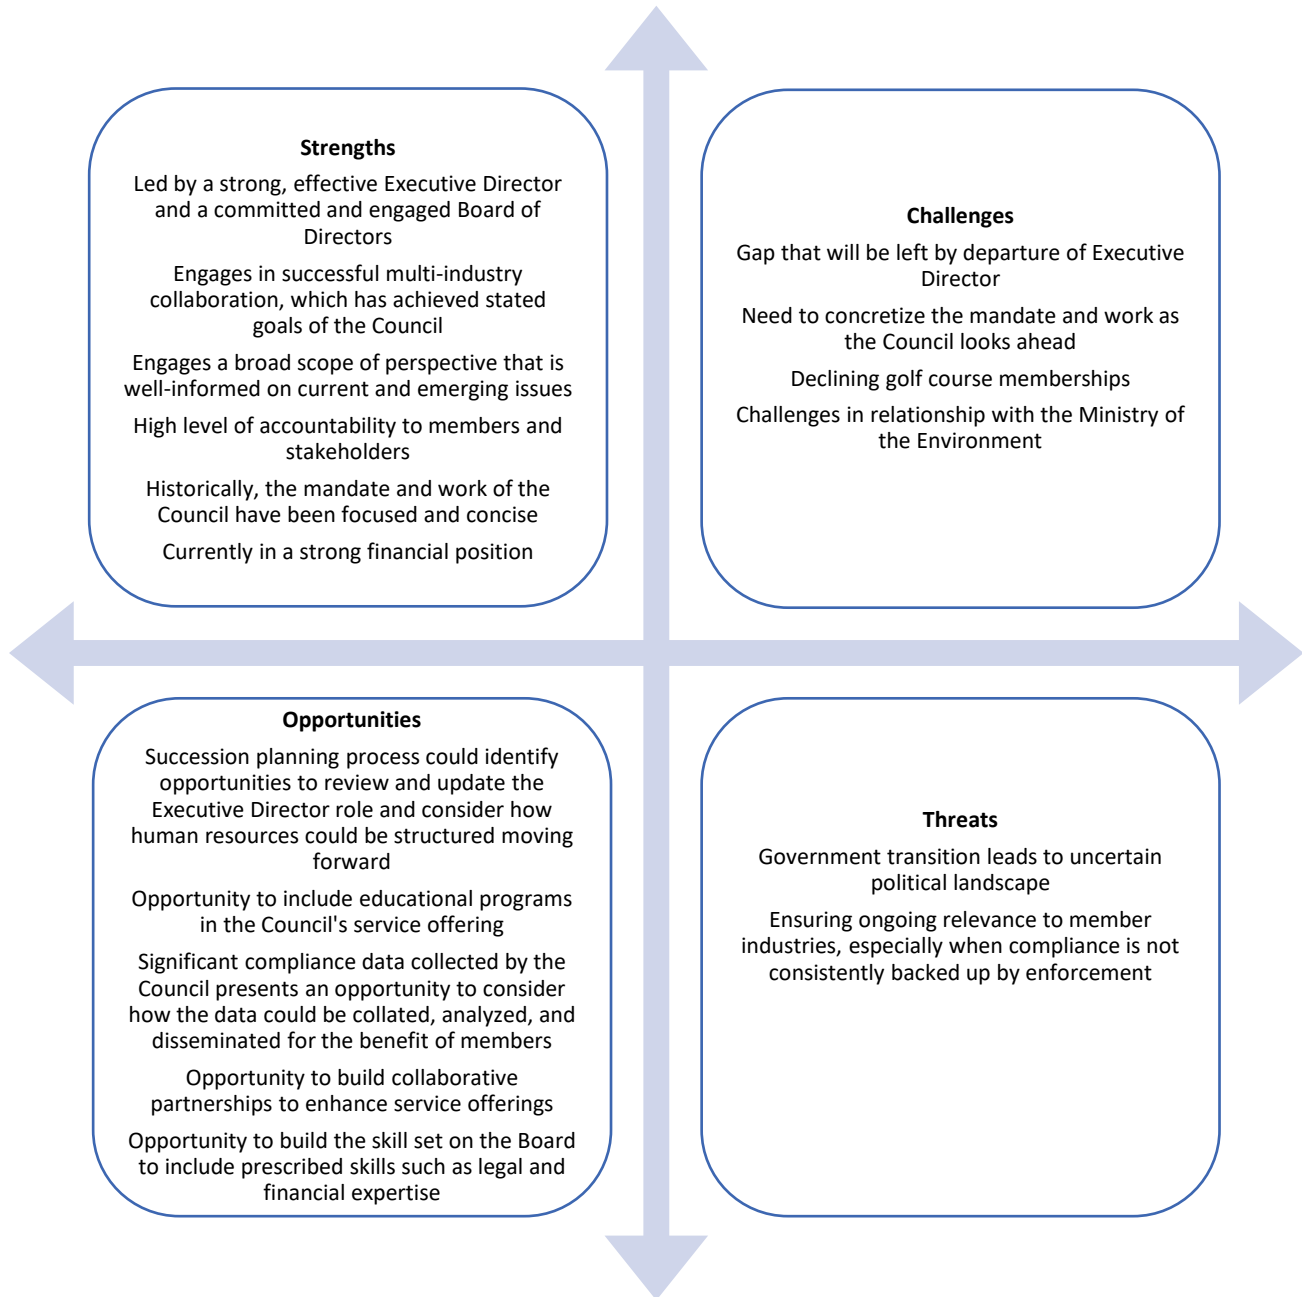 Strengths
Led by a strong, effective Executive Director
and a committed and engaged Board of
Directors
Engages in successful multi-industry
collaboration, which has achieved stated
goals of the Council
Engages a broad scope of perspective that is
well-informed on current and emerging issues
High level of accountability to members and
stakeholders
Historically, the mandate and work of the
Council have been focused and concise
Currently in a strong financial position
Challenges
Gap that will be left by departure of Executive
Director
Need to concretize the mandate and work as
the Council looks ahead
Declining golf course memberships
Challenges in relationship with the Ministry of
the Environment
Opportunities
Succession planning process could identify
opportunities to review and update the
Executive Director role and consider how
human resources could be structured moving
forward
Opportunity to include educational programs
in the Council's service offering
Significant compliance data collected by the
Council presents an opportunity to consider
how the data could be collated, analyzed, and
disseminated for the benefit of members
Opportunity to build collaborative
partnerships to enhance service offerings
Opportunity to build the skill set on the Board
to include prescribed skills such as legal and
financial expertise
Threats
Government transition leads to uncertain
political landscape
Ensuring ongoing relevance to member
industries, especially when compliance is not
consistently backed up by enforcement